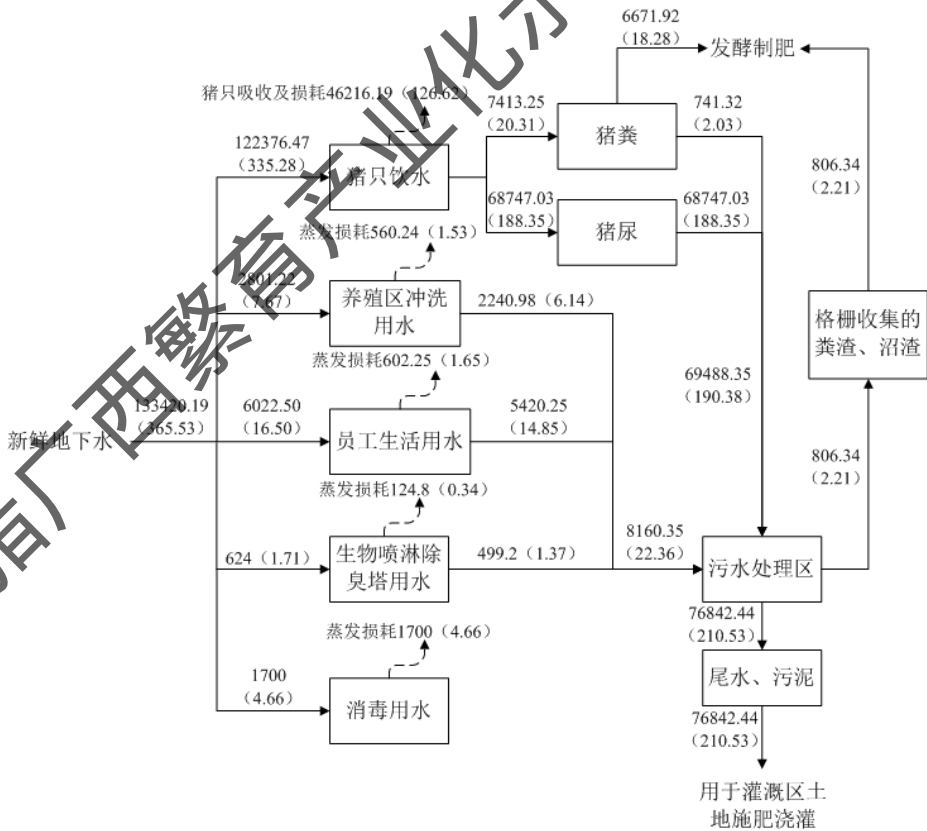 6671.92
（18.28）
发酵制肥
猪只吸收及损耗46216.19（126.62）
7413.25
（20.31）
猪粪
741.32
（2.03）
122376.47
（335.28）
猪只饮水
806.34
（2.21）
68747.03
（188.35）
猪尿
68747.03
（188.35）
蒸发损耗560.24（1.53）
2801.22
（7.67）
养殖区冲洗
用水
2240.98（6.14）
格栅收集的
粪渣、沼渣
蒸发损耗602.25（1.65）
69488.35
（190.38）
133420.19
（365.53）
新鲜地下水
6022.50
（16.50）
员工生活用水
5420.25
（14.85）
806.34
（2.21）
蒸发损耗124.8（0.34）
624（1.71）
生物喷淋除
臭塔用水
499.2（1.37）
8160.35
（22.36）
污水处理区
76842.44
（210.53）
蒸发损耗1700（4.66）
1700
（4.66）
消毒用水
尾水、污泥
76842.44
（210.53）
用于灌溉区土
地施肥浇灌
广西繁育产业化示